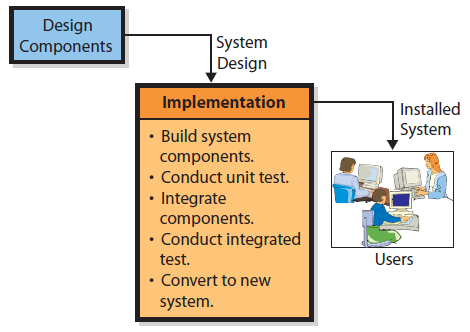 Design
Components
System
Design
Implementation
• Build system
components.
• Conduct unit test.
• Integrate
components.
• Conduct integrated
test.
• Convert to new
system.
Installed
System
Users